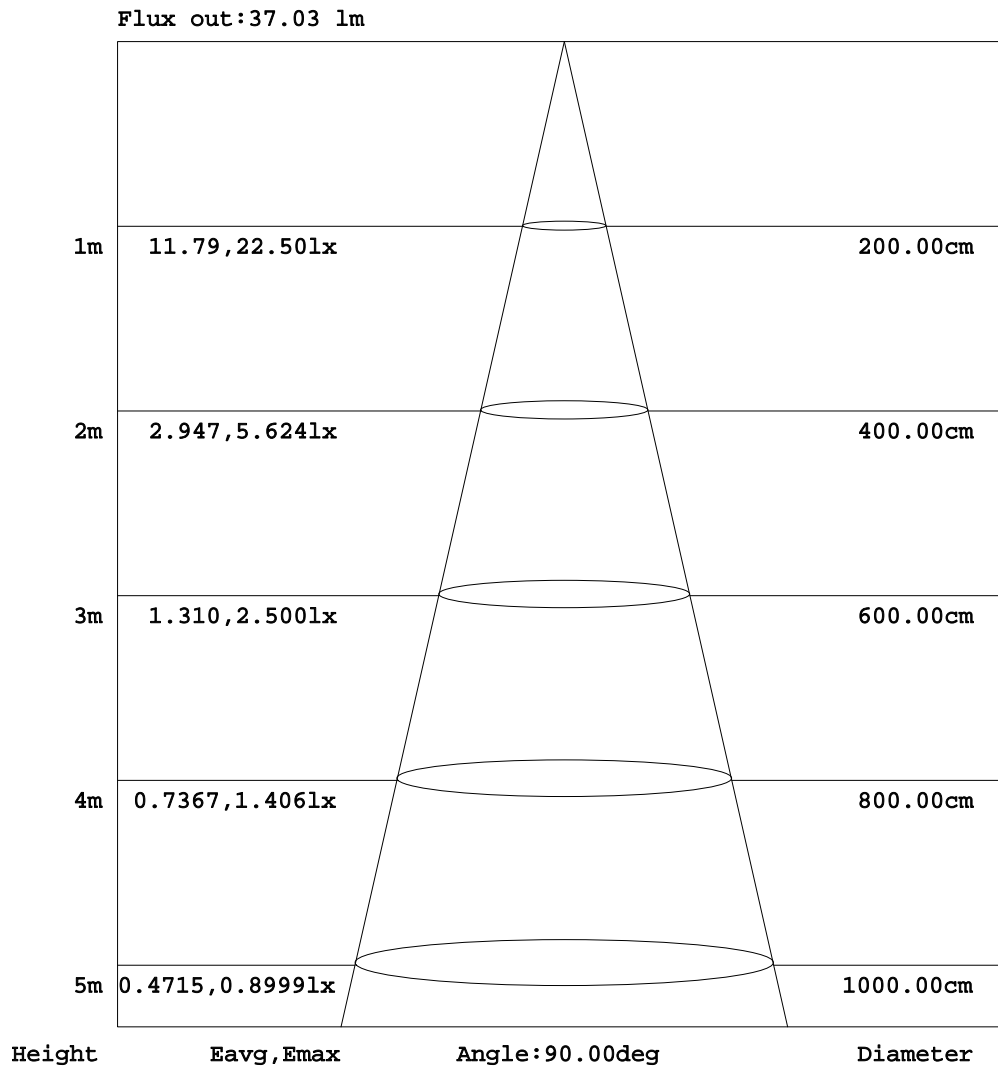 Flux out:37.03 lm
1m 11.79,22.50lx 200.00cm
2m 2.947,5.624lx 400.00cm
3m 1.310,2.500lx 600.00cm
4m 0.7367,1.406lx 800.00cm
5m 0.4715,0.8999lx 1000.00cm
Height Eavg,Emax Angle:90.00deg Diameter